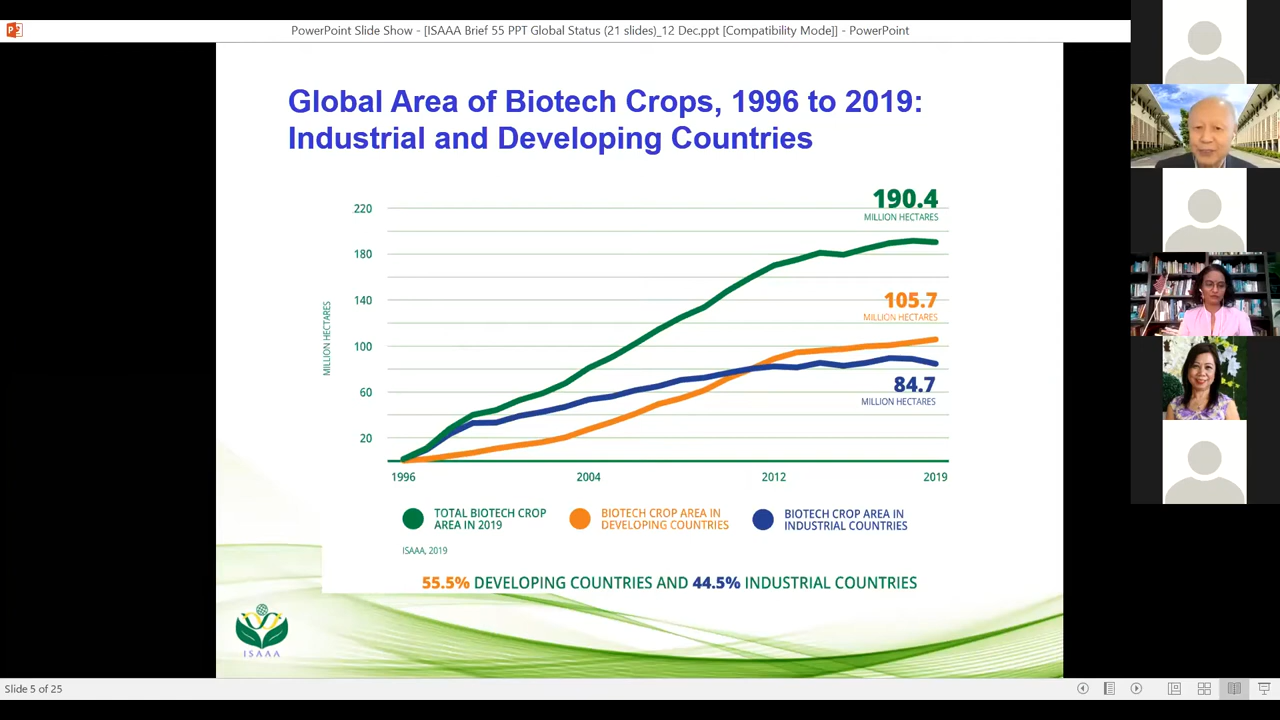 PowerPoint Slide Show - [ISAAA Brief 55 PPT Global Status (21 slides)_12 Dec.ppt [Compatibility Mode]] - PowerPoint
Global Area of Biotech Crops, 1996 to 2019:
Industrial and Developing Countries
190.4
MILLION HECTARES
220
180
105.7
MILLION HECTARES
140
MILLION HECTARES
100
84.7
MILLION HECTARES
60
20
1996
2004
2012
2019
TOTAL BIOTECH CROP
AREA IN 2019
BIOTECH CROP AREA IN
DEVELOPING COUNTRIES
BIOTECH CROP AREA IN
INDUSTRIAL COUNTRIES
ISAAA, 2019
55.5% DEVELOPING COUNTRIES AND 44.5% INDUSTRIAL COUNTRIES
ISAAA
Slide 5 of 25